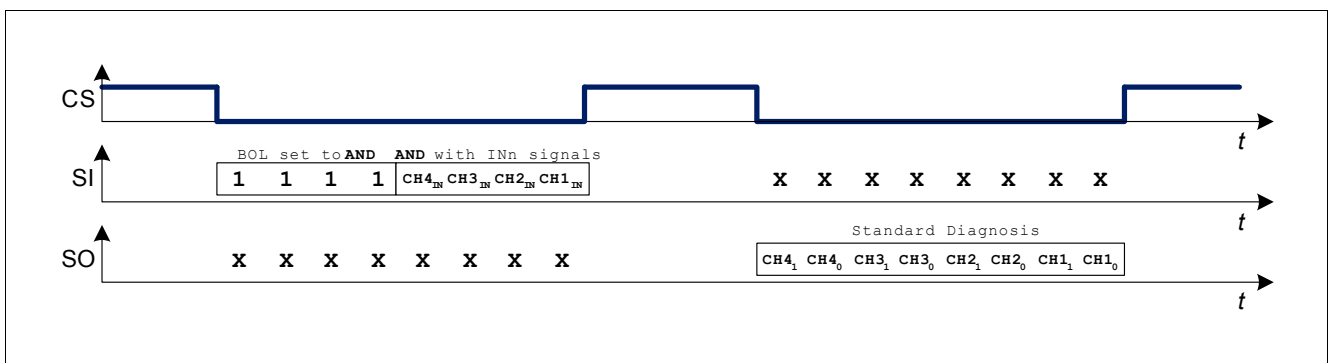 CS
t
BOL set to AND AND with INn signals
SI 1 1 1 1 CH4IN CH3IN CH2IN CH1IN X X X X X X X X
t
Standard Diagnosis
SO X X X X X X X X CH41 CH40 CH31 CH30 CH21 CH20 CH11 CH10
t